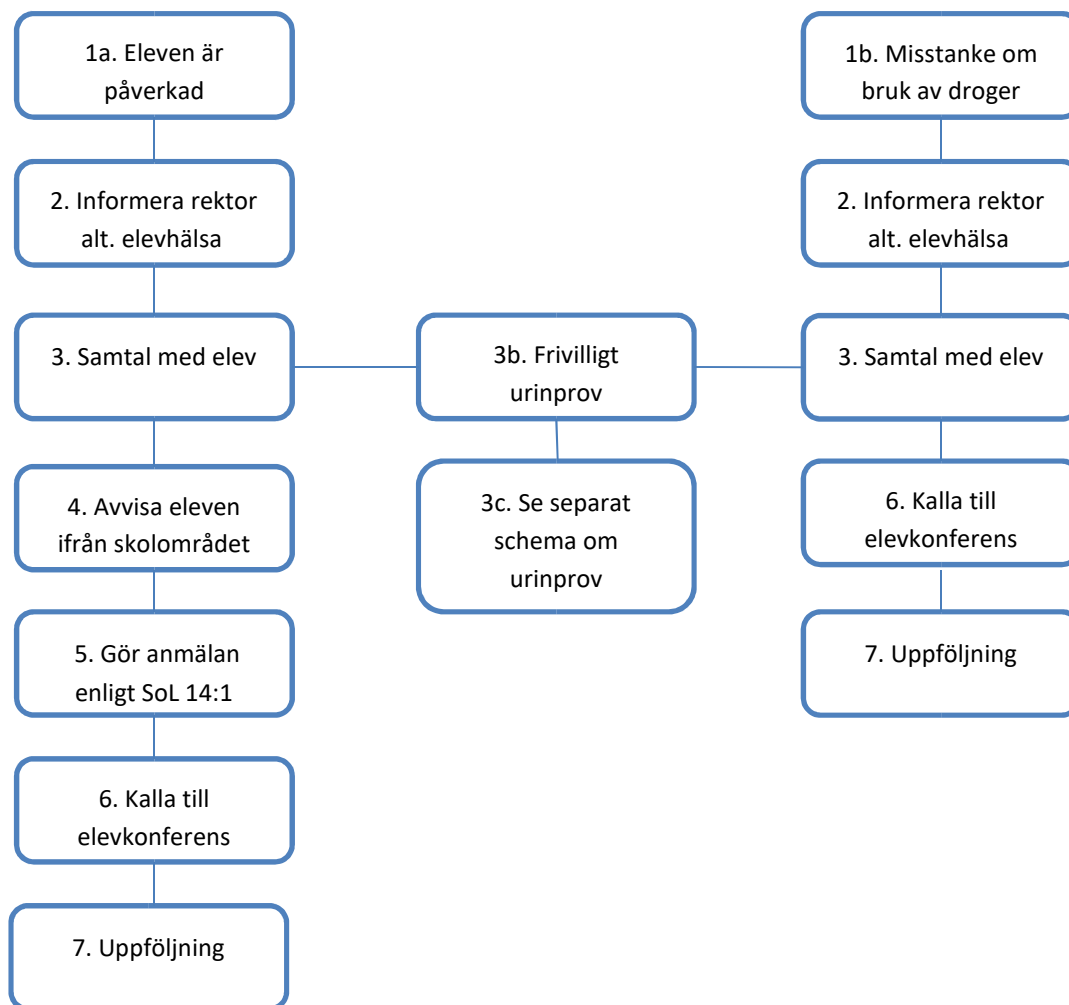 1a. Eleven är
påverkad
1b. Misstanke om
bruk av droger
2. Informera rektor
alt. elevhälsa
2. Informera rektor
alt. elevhälsa
3. Samtal med elev
3b. Frivilligt
urinprov
3. Samtal med elev
4. Avvisa eleven
ifrån skolområdet
3c. Se separat
schema om
urinprov
6. Kalla till
elevkonferens
5. Gör anmälan
enligt SoL 14:1
7. Uppföljning
6. Kalla till
elevkonferens
7. Uppföljning